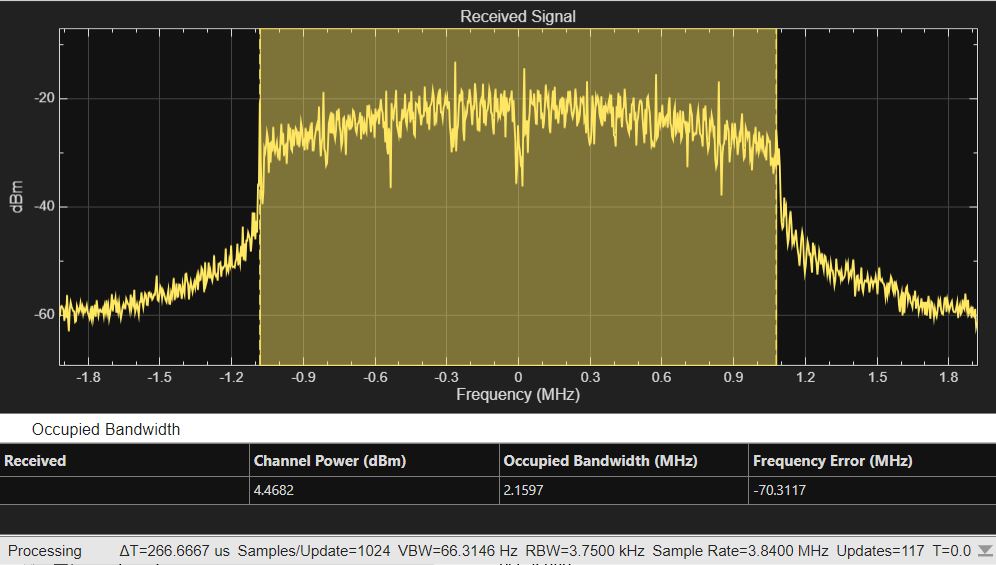 Received Signal
-20
-40
-60
dBm
-1.8 -1.5 -1.2 -0.9 -0.6 -0.3 0 0.3 0.6 0.9 1.2 1.5 1.8
Frequency (MHz)
Occupied Bandwidth
Received Channel Power (dBm) Occupied Bandwidth (MHz) Frequency Error (MHz)
4.4682 2.1597 -70.3117
Processing ΔT=266.6667 us Samples/Update=1024 VBW=66.3146 Hz RBW=3.7500 kHz Sample Rate=3.8400 MHz Updates=117 T=0.0